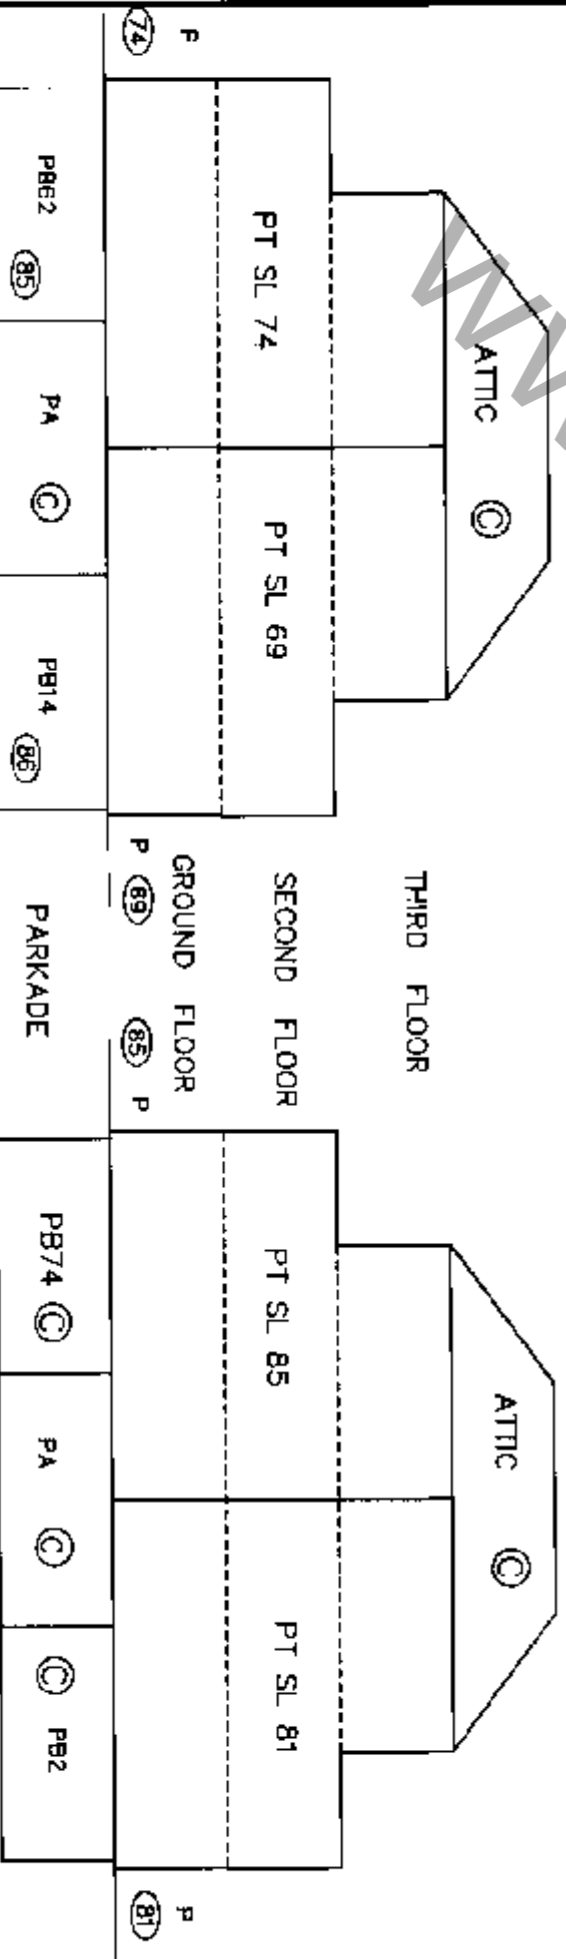 ATTIC Ⓒ
ATTIC Ⓒ
THIRD FLOOR
PT SL 74
PT SL 69
SECOND FLOOR
PT SL 85
PT SL 81
GROUND FLOOR
74 P
P 69
85 P
81 P
PB62 85
PA Ⓒ
PB14 86
PARKADE
PB74 Ⓒ
PA Ⓒ
Ⓒ PB2